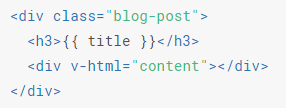 <div class="blog-post">
  <h3>{{ title }}</h3>
  <div v-html="content"></div>
</div>